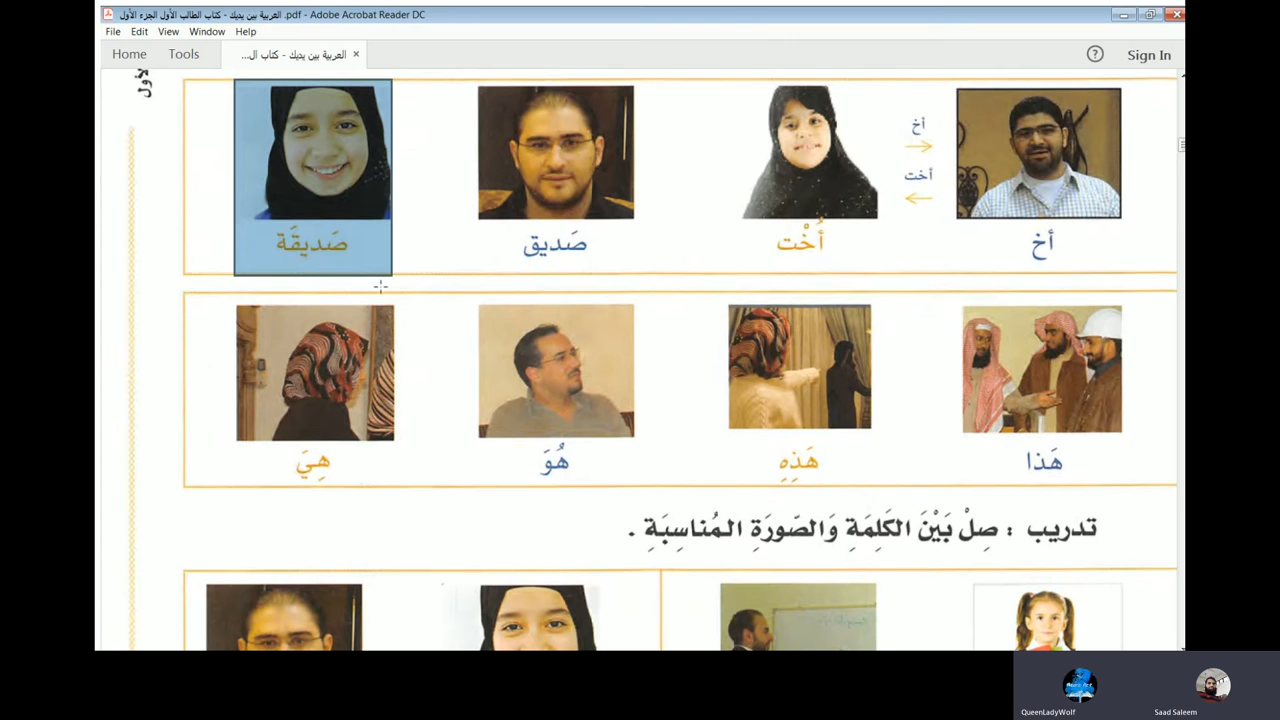 العربية بين يديك - كتاب الطالب الأول الجزء الأول .pdf - Adobe Acrobat Reader DC
File Edit View Window Help
Home Tools العربية بين يديك - كتاب ال... × ? Sign In
أخ
أخت
أخ أُخْت صَديق صَديقَة
هَذا هَذِهِ هُوَ هِيَ
تدريب : صِلْ بَيْنَ الكَلِمَةِ وَالصّورَةِ المُناسِبَةِ .
QueenLadyWolf Saad Saleem